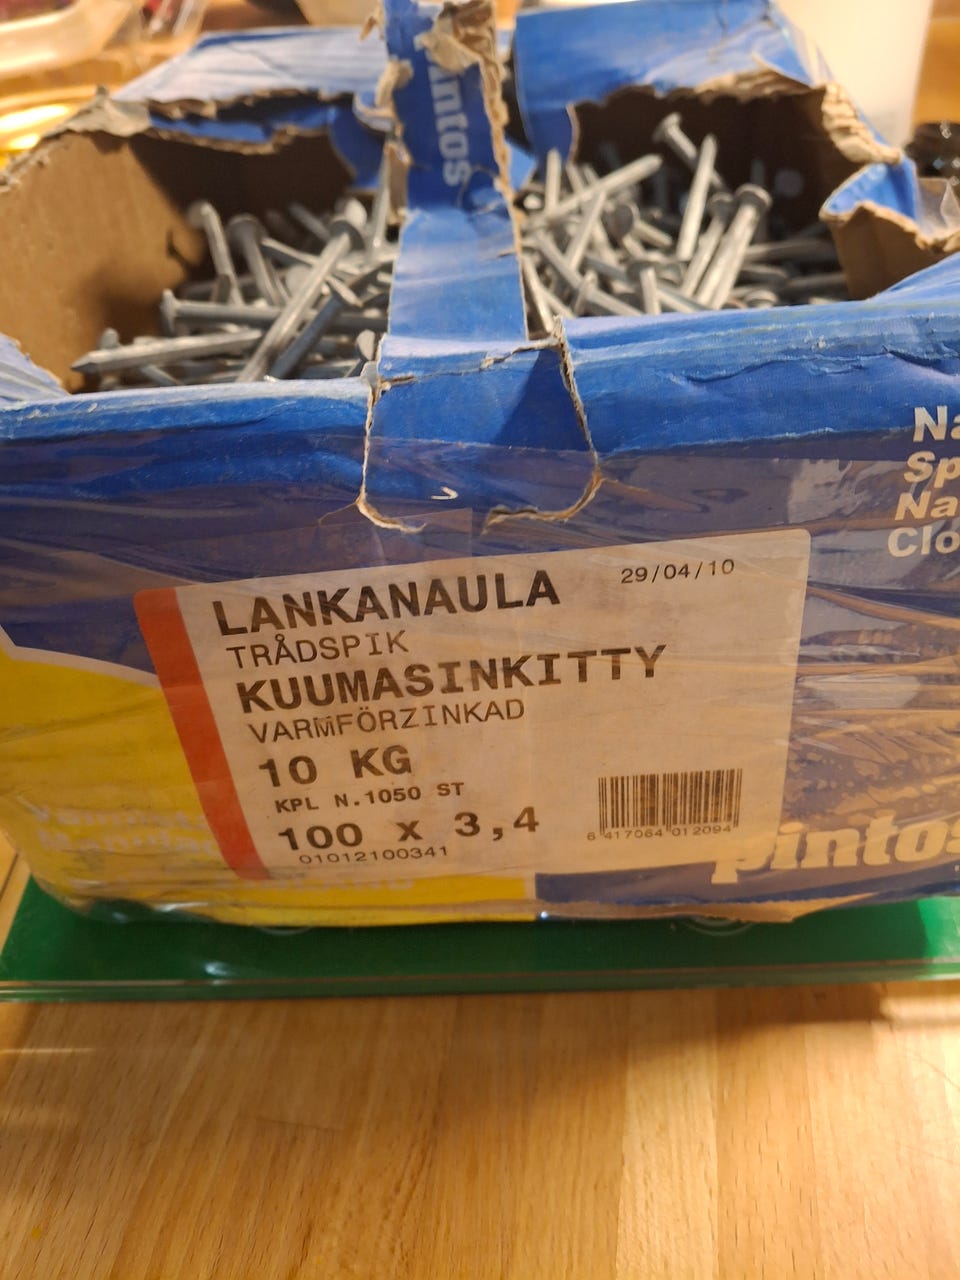 intos
Na
Sp
Na
Clo
29/04/10
LANKANAULA
TRÅDSPIK
KUUMASINKITTY
VARMFÖRZINKAD
10 KG
KPL N.1050 ST
100 x 3,4
01012100341
6 417064 012094
pintos